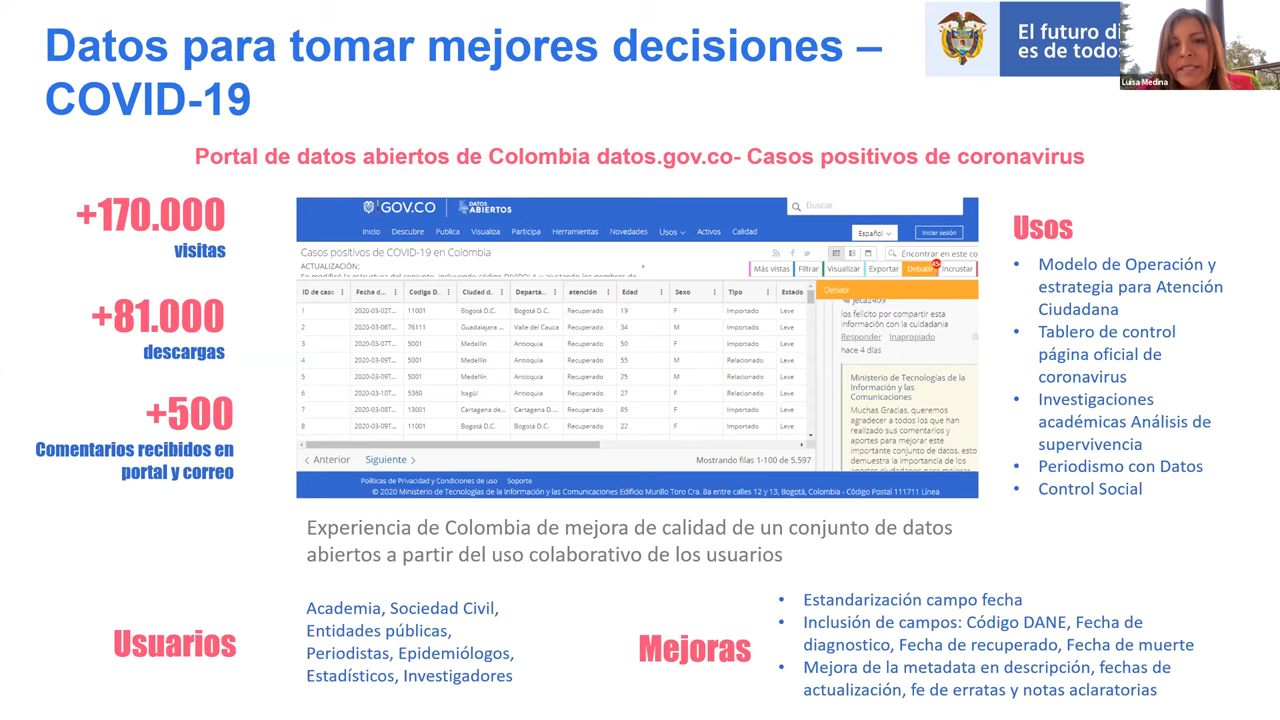 Datos para tomar mejores decisiones –
COVID-19
El futuro di
es de todos
Luisa Medina
Portal de datos abiertos de Colombia datos.gov.co- Casos positivos de coronavirus
+170.000
visitas
+81.000
descargas
+500
Comentarios recibidos en
portal y correo
GOV.CO
DATOS
ABIERTOS
Buscar
Inicio Descubre Publica Visualiza Participa Herramientas Novedades Usos Activos Calidad
Español
Iniciar sesión
Casos positivos de COVID-19 en Colombia
Encontrar en este co
ACTUALIZACIÓN:
Más vistas Filtrar Visualizar Exportar Debatir Incrustar
ID de caso Fecha d... Codigo D... Ciudad d... Departa... atención Edad Sexo Tipo Estado
1 2020-03-02T... 11001 Bogotá D.C. Bogotá D.C. Recuperado 19 F Importado Leve
2 2020-03-06T... 76111 Guadalajara ... Valle del Cauca Recuperado 34 M Importado Leve
3 2020-03-07T... 5001 Medellín Antioquia Recuperado 50 F Importado Leve
4 2020-03-09T... 5001 Medellín Antioquia Recuperado 55 M Relacionado Leve
5 2020-03-09T... 5001 Medellín Antioquia Recuperado 25 M Relacionado Leve
6 2020-03-10T... 5360 Itagüí Antioquia Recuperado 27 F Relacionado Leve
7 2020-03-08T... 13001 Cartagena de... Cartagena D. ... Recuperado 85 F Importado Leve
8 2020-03-09T... 11001 Bogotá D.C. Bogotá D.C. Recuperado 22 F Importado Leve
Debatir
jeca2409
los felicito por compartir esta
información con la cuidadania
Responder Inapropiado
hace 4 días
Ministerio de Tecnologías de la
Información y las
Comunicaciones
Muchas Gracias, queremos
agradecer a todos los que han
realizado sus comentarios y
aportes para mejorar este
importante conjunto de datos, esto
demuestra la importancia de los
Anterior Siguiente
Mostrando filas 1-100 de 5.597
Políticas de Privacidad y Condiciones de uso Soporte
© 2020 Ministerio de Tecnologías de la Información y las Comunicaciones Edificio Murillo Toro Cra. 8a entre calles 12 y 13, Bogotá, Colombia - Código Postal 111711 Línea
Usos
• Modelo de Operación y
estrategia para Atención
Ciudadana
• Tablero de control
página oficial de
coronavirus
• Investigaciones
académicas Análisis de
supervivencia
• Periodismo con Datos
• Control Social
Experiencia de Colombia de mejora de calidad de un conjunto de datos
abiertos a partir del uso colaborativo de los usuarios
Usuarios
Academia, Sociedad Civil,
Entidades públicas,
Periodistas, Epidemiólogos,
Estadísticos, Investigadores
Mejoras
• Estandarización campo fecha
• Inclusión de campos: Código DANE, Fecha de
diagnostico, Fecha de recuperado, Fecha de muerte
• Mejora de la metadata en descripción, fechas de
actualización, fe de erratas y notas aclaratorias